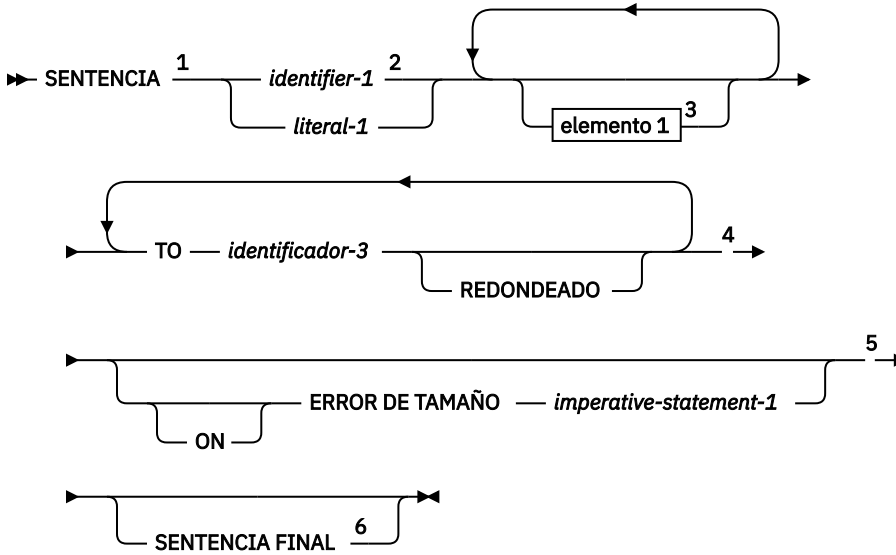 SENTENCIA 1 identifier-1 2
literal-1
elemento 1 3
TO identificador-3 4
REDONDEADO
5
ERROR DE TAMAÑO imperative-statement-1
ON
SENTENCIA FINAL 6